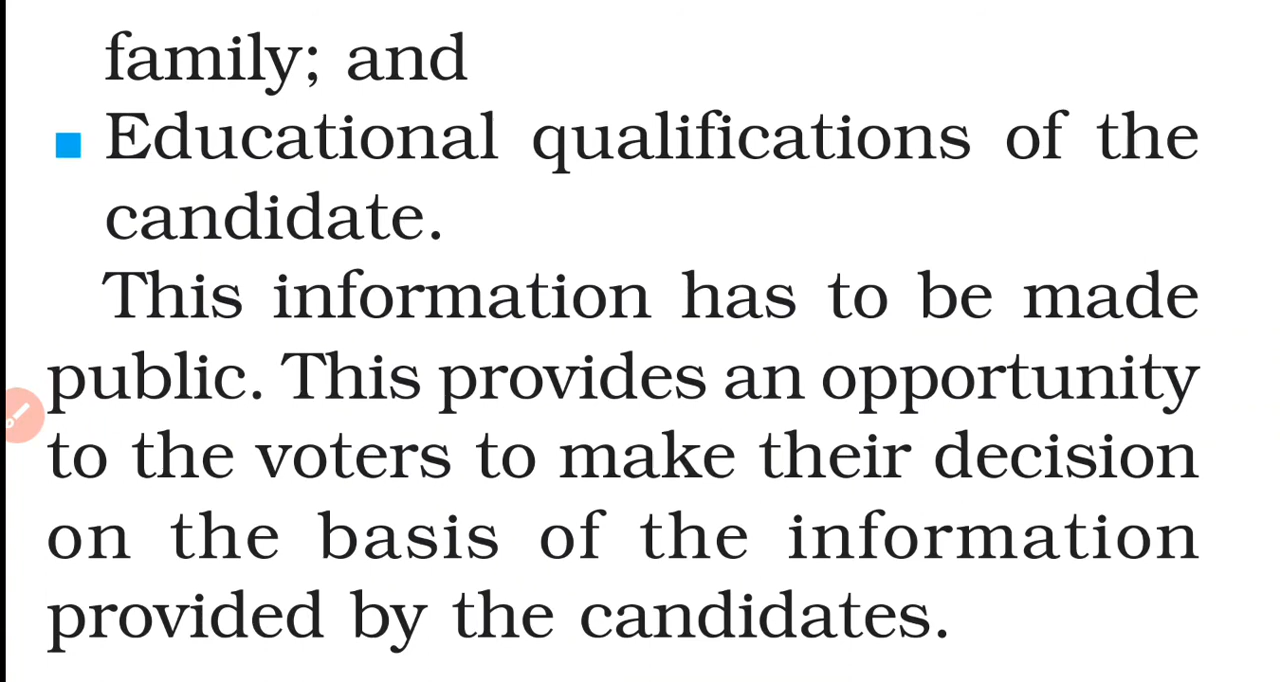 family; and
Educational qualifications of the
candidate.
This information has to be made
public. This provides an opportunity
to the voters to make their decision
on the basis of the information
provided by the candidates.